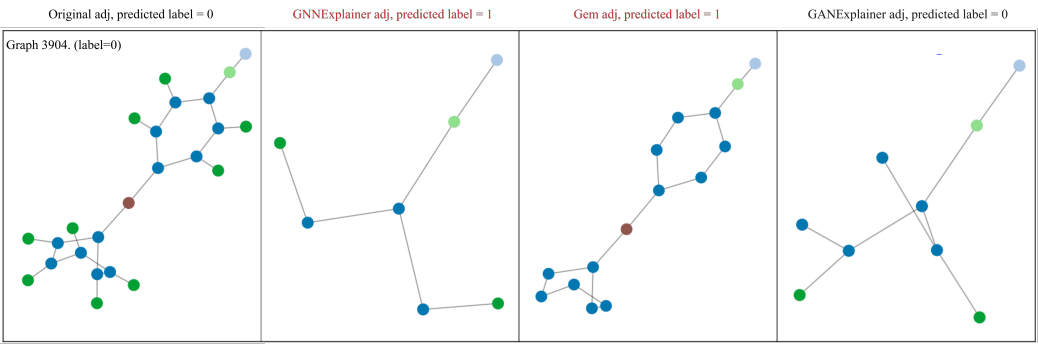 Original adj, predicted label = 0
GNNExplainer adj, predicted label = 1
Gem adj, predicted label = 1
GANExplainer adj, predicted label = 0
Graph 3904. (label=0)